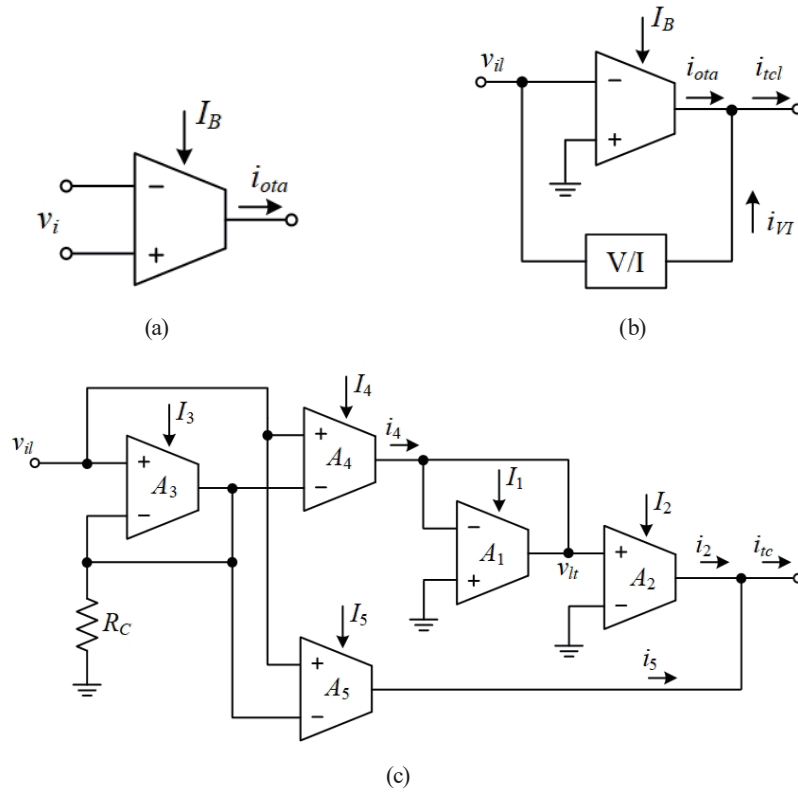 I_B
v_i
−
+
i_ota
(a)
I_B
v_il
−
+
i_ota
i_tcl
i_VI
V/I
(b)
v_il
I_3
+
−
A_3
R_C
I_4
+
−
A_4
i_4
I_1
−
+
A_1
v_lt
I_2
+
−
A_2
i_2
i_tc
I_5
+
−
A_5
i_5
(c)